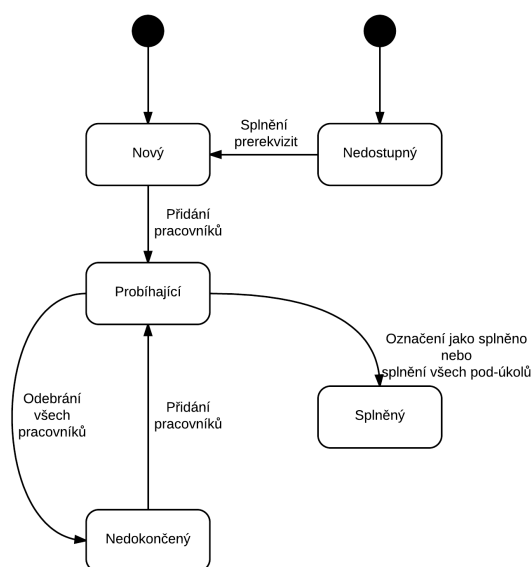 Splnění
prerekvizit
Nový
Nedostupný
Přidání
pracovníků
Probíhající
Označení jako splněno
nebo
splnění všech pod-úkolů
Odebrání
všech
pracovníků
Přidání
pracovníků
Splněný
Nedokončený